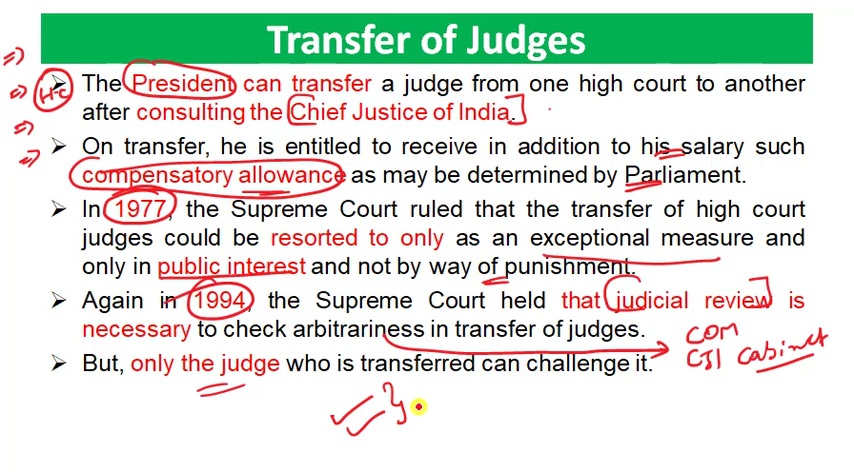 Transfer of Judges
➢ The President can transfer a judge from one high court to another
H-C
after consulting the Chief Justice of India.
➢ On transfer, he is entitled to receive in addition to his salary such
compensatory allowance as may be determined by Parliament.
➢ In 1977, the Supreme Court ruled that the transfer of high court
judges could be resorted to only as an exceptional measure and
only in public interest and not by way of punishment.
➢ Again in 1994, the Supreme Court held that judicial review is
necessary to check arbitrariness in transfer of judges.
COM
➢ But, only the judge who is transferred can challenge it.
CJI Cabinet